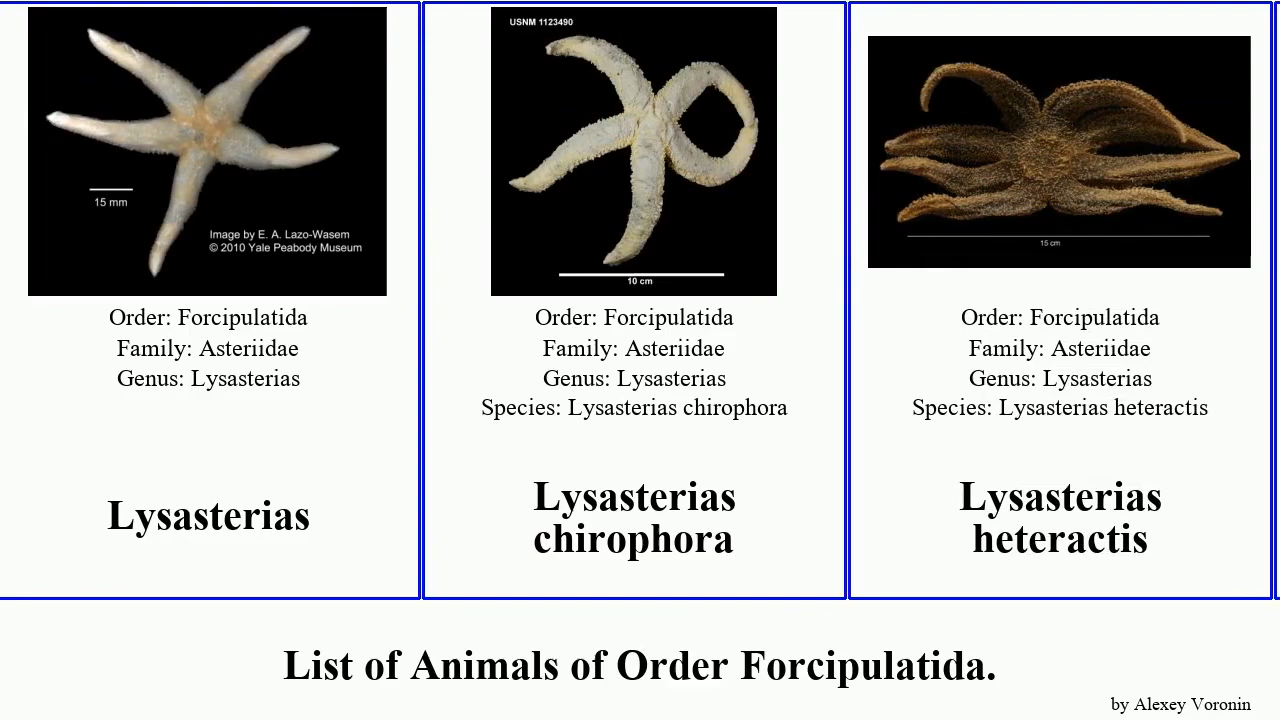 15 mm
Image by E. A. Lazo-Wasem
© 2010 Yale Peabody Museum
Order: Forcipulatida
Family: Asteriidae
Genus: Lysasterias
Lysasterias
USNM 1123490
10 cm
Order: Forcipulatida
Family: Asteriidae
Genus: Lysasterias
Species: Lysasterias chirophora
Lysasterias
chirophora
15 cm
Order: Forcipulatida
Family: Asteriidae
Genus: Lysasterias
Species: Lysasterias heteractis
Lysasterias
heteractis
List of Animals of Order Forcipulatida.
by Alexey Voronin